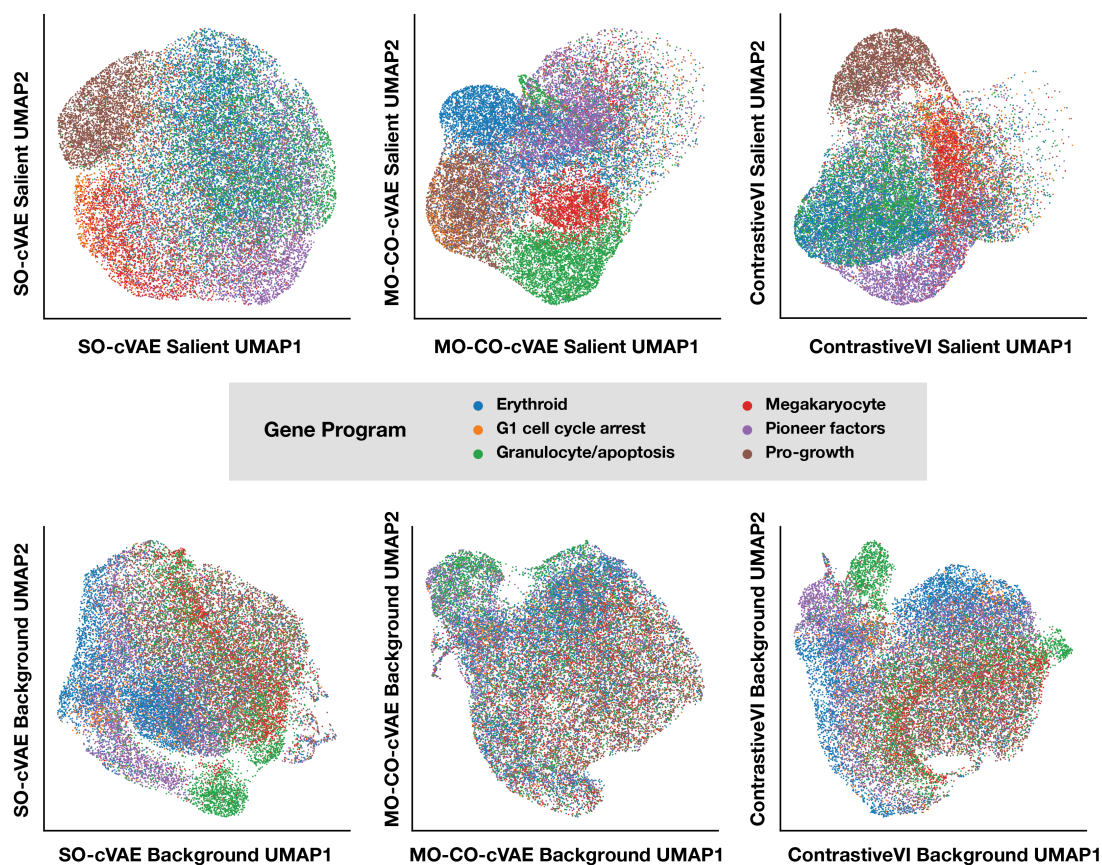 SO-cVAE Salient UMAP2
SO-cVAE Salient UMAP1
MO-CO-cVAE Salient UMAP2
MO-CO-cVAE Salient UMAP1
ContrastiveVI Salient UMAP2
ContrastiveVI Salient UMAP1
Gene Program
Erythroid
G1 cell cycle arrest
Granulocyte/apoptosis
Megakaryocyte
Pioneer factors
Pro-growth
SO-cVAE Background UMAP2
SO-cVAE Background UMAP1
MO-CO-cVAE Background UMAP2
MO-CO-cVAE Background UMAP1
ContrastiveVI Background UMAP2
ContrastiveVI Background UMAP1